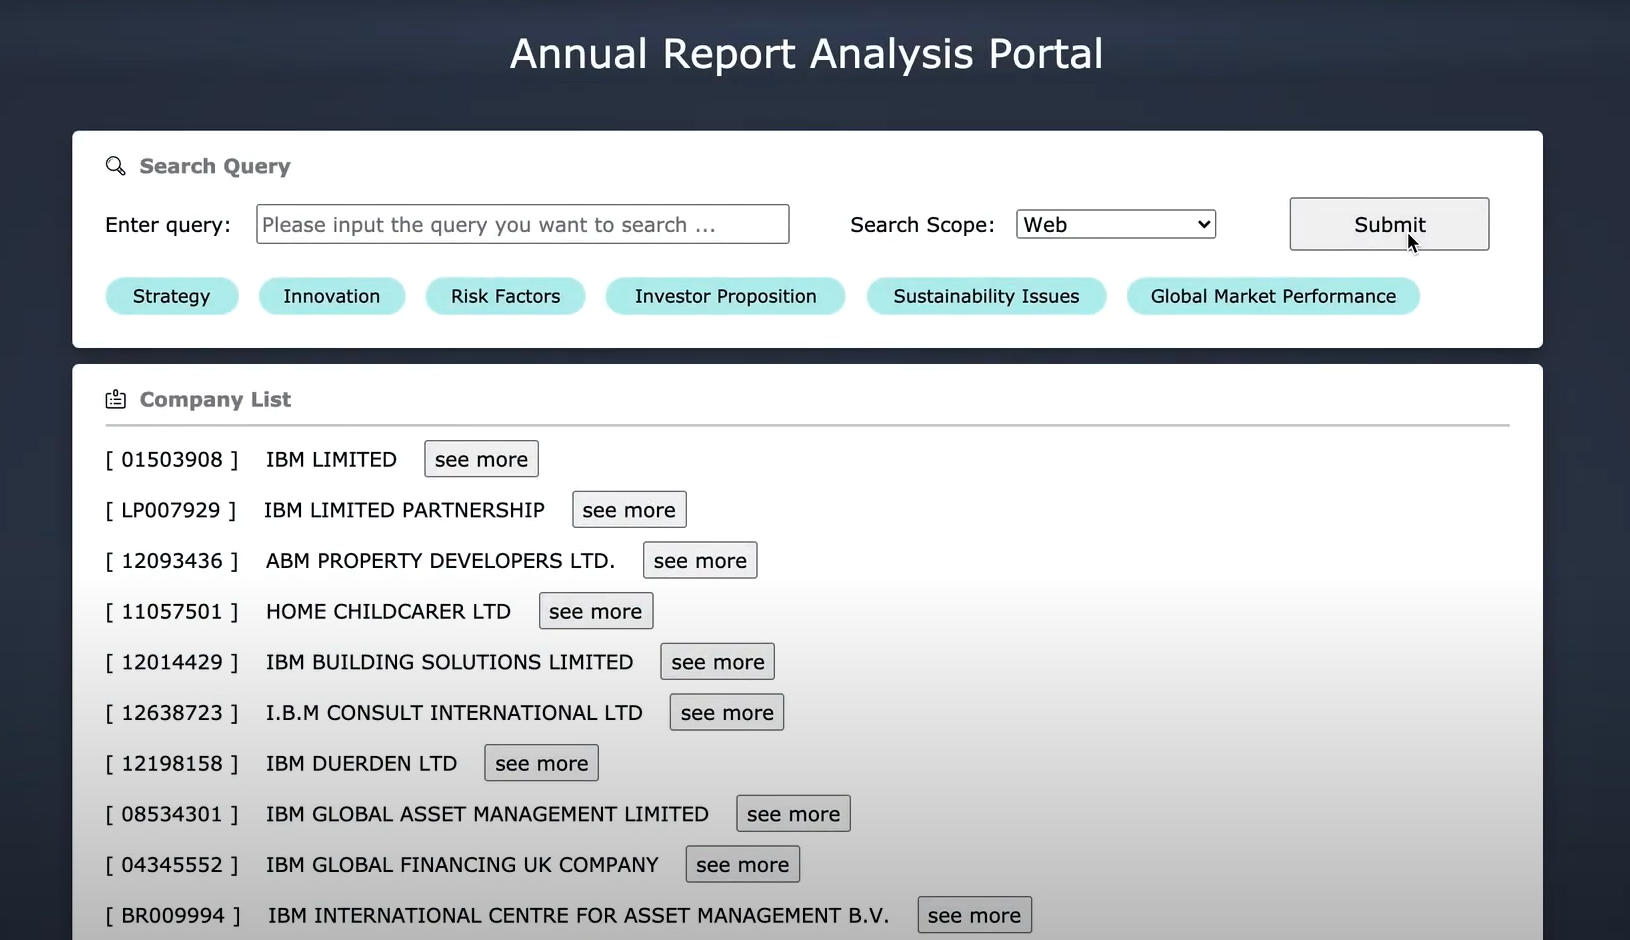 Annual Report Analysis Portal
Search Query
Enter query: Please input the query you want to search ... Search Scope: Web Submit
Strategy Innovation Risk Factors Investor Proposition Sustainability Issues Global Market Performance
Company List
[ 01503908 ] IBM LIMITED see more
[ LP007929 ] IBM LIMITED PARTNERSHIP see more
[ 12093436 ] ABM PROPERTY DEVELOPERS LTD. see more
[ 11057501 ] HOME CHILDCARER LTD see more
[ 12014429 ] IBM BUILDING SOLUTIONS LIMITED see more
[ 12638723 ] I.B.M CONSULT INTERNATIONAL LTD see more
[ 12198158 ] IBM DUERDEN LTD see more
[ 08534301 ] IBM GLOBAL ASSET MANAGEMENT LIMITED see more
[ 04345552 ] IBM GLOBAL FINANCING UK COMPANY see more
[ BR009994 ] IBM INTERNATIONAL CENTRE FOR ASSET MANAGEMENT B.V. see more